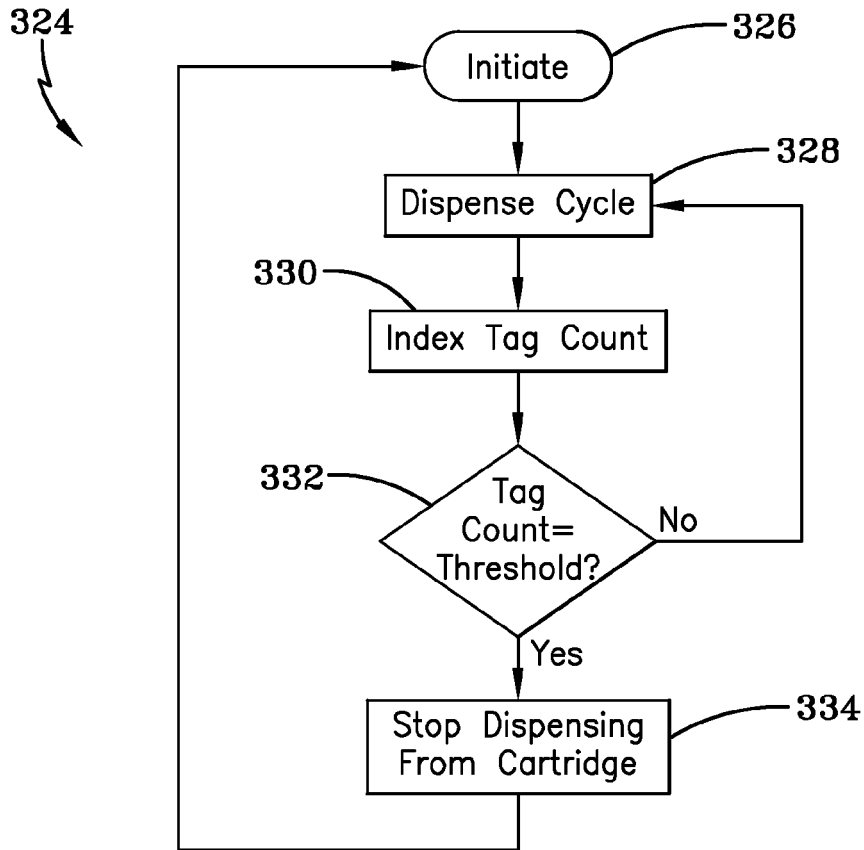 324
326
Initiate
328
Dispense Cycle
330
Index Tag Count
332
Tag
Count=
Threshold?
No
Yes
334
Stop Dispensing
From Cartridge